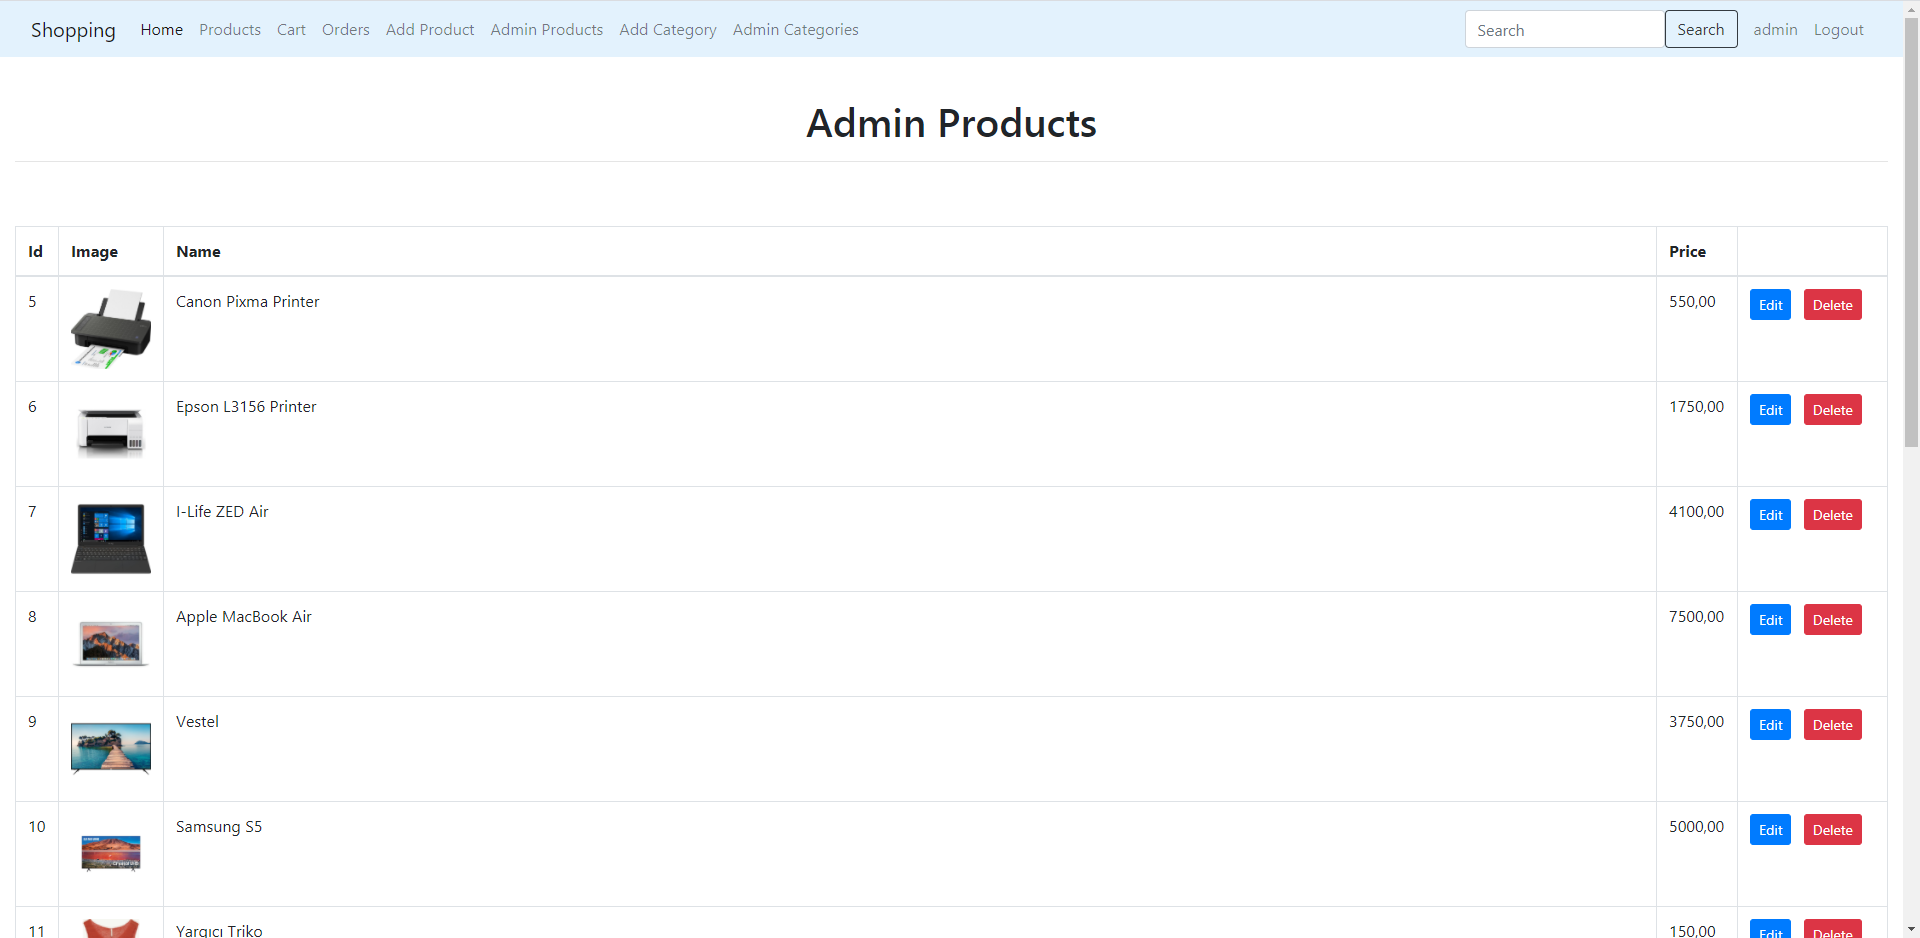 Shopping Home Products Cart Orders Add Product Admin Products Add Category Admin Categories Search Search admin Logout
Admin Products
Id Image Name Price
5 Canon Pixma Printer 550,00 Edit Delete
6 Epson L3156 Printer 1750,00 Edit Delete
7 I-Life ZED Air 4100,00 Edit Delete
8 Apple MacBook Air 7500,00 Edit Delete
9 Vestel 3750,00 Edit Delete
10 Samsung S5 5000,00 Edit Delete
11 Yargıcı Triko 150,00 Edit Delete